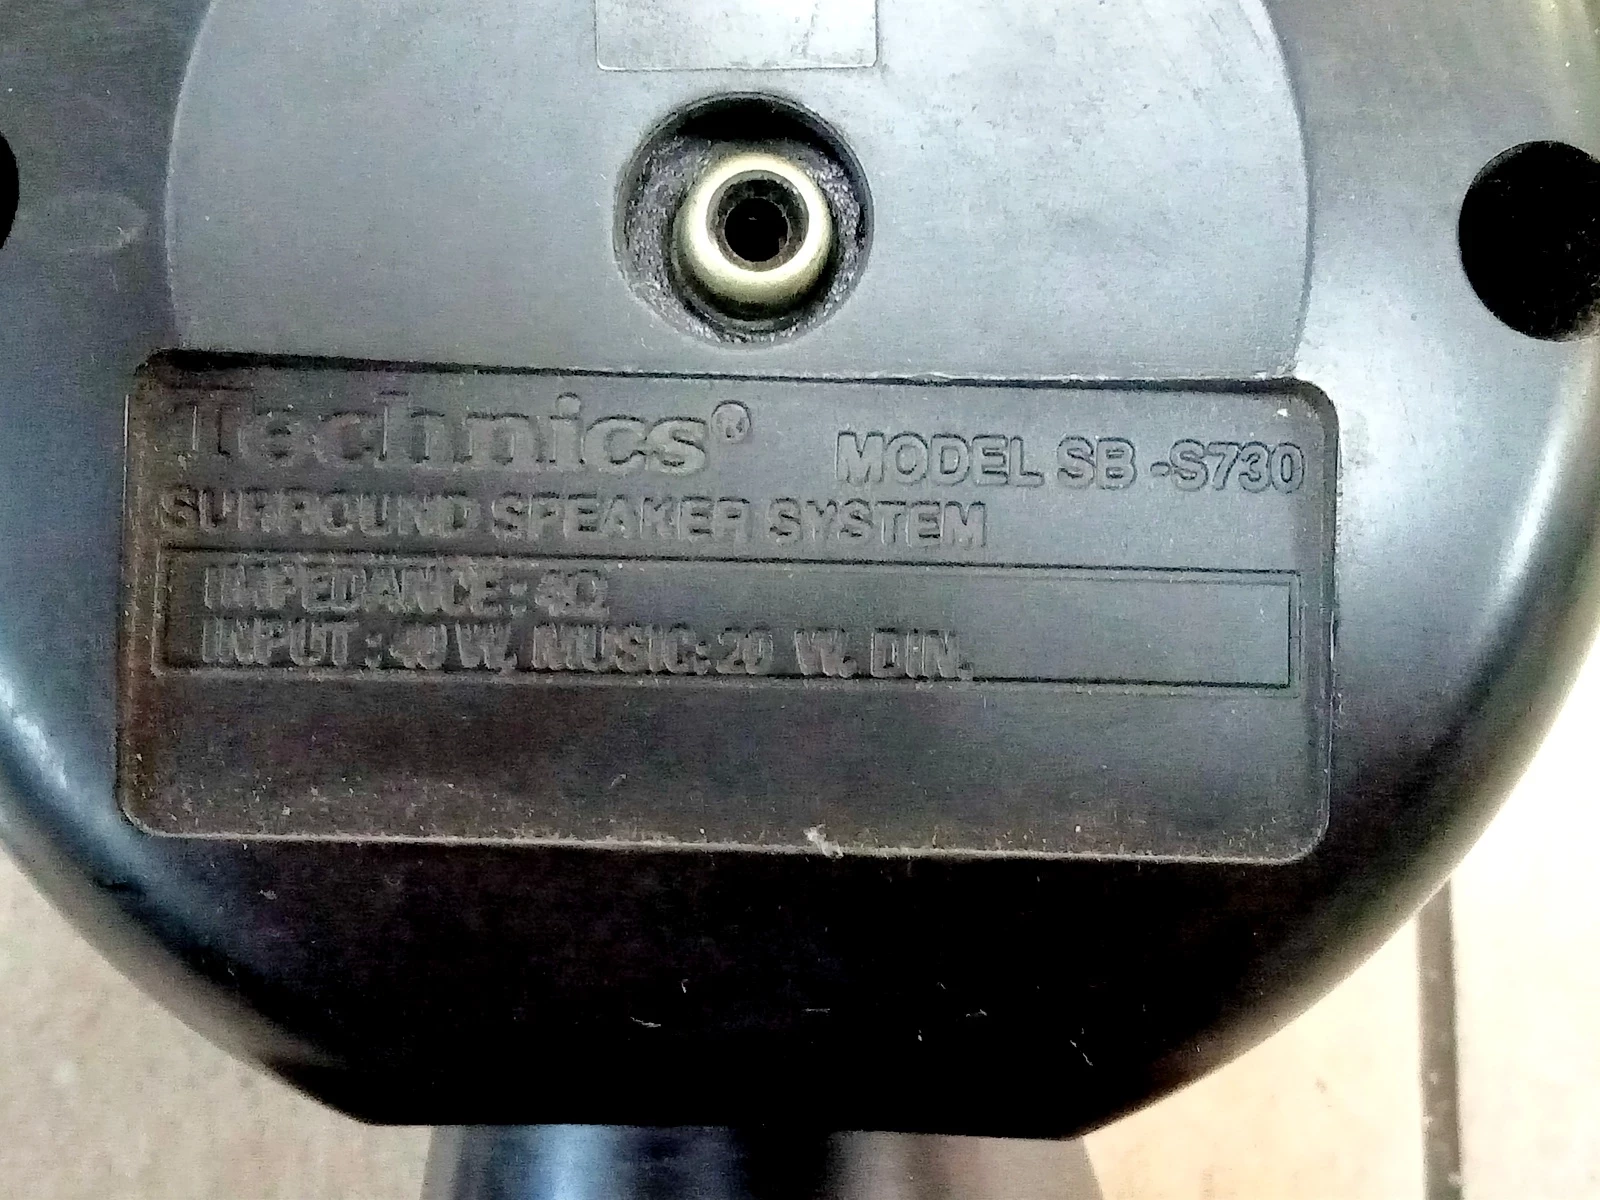 Technics® MODEL SB-S730
SURROUND SPEAKER SYSTEM
IMPEDANCE: 4Ω
INPUT: 40 W. MUSIC: 20 W. DIN.